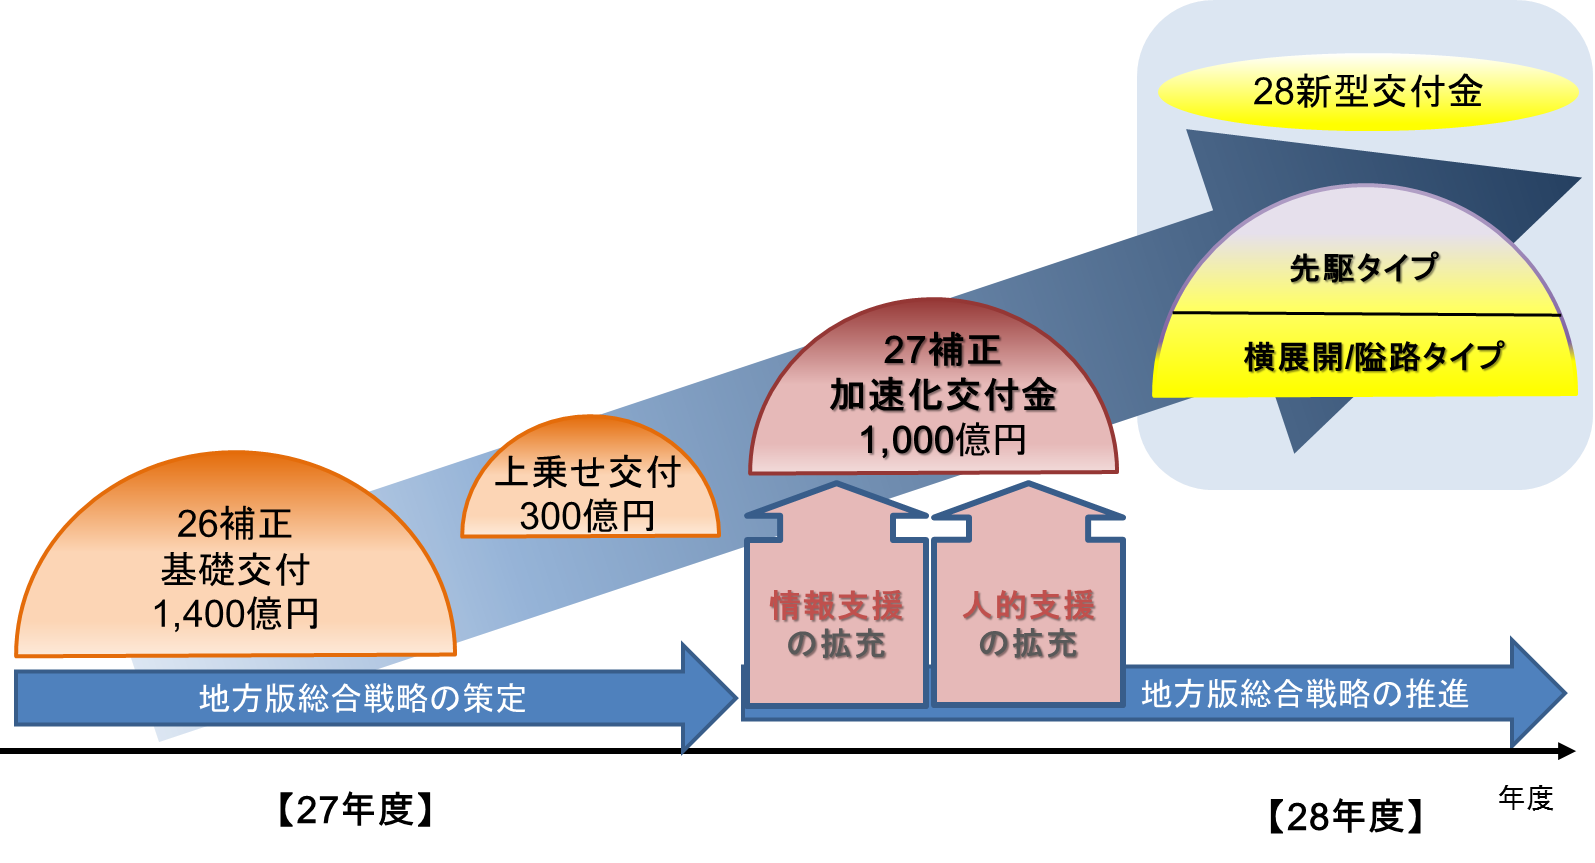 28新型交付金
先駆タイプ
横展開/隘路タイプ
27補正
加速化交付金
1,000億円
上乗せ交付
300億円
26補正
基礎交付
1,400億円
情報支援
の拡充
人的支援
の拡充
地方版総合戦略の策定
地方版総合戦略の推進
【27年度】
【28年度】
年度